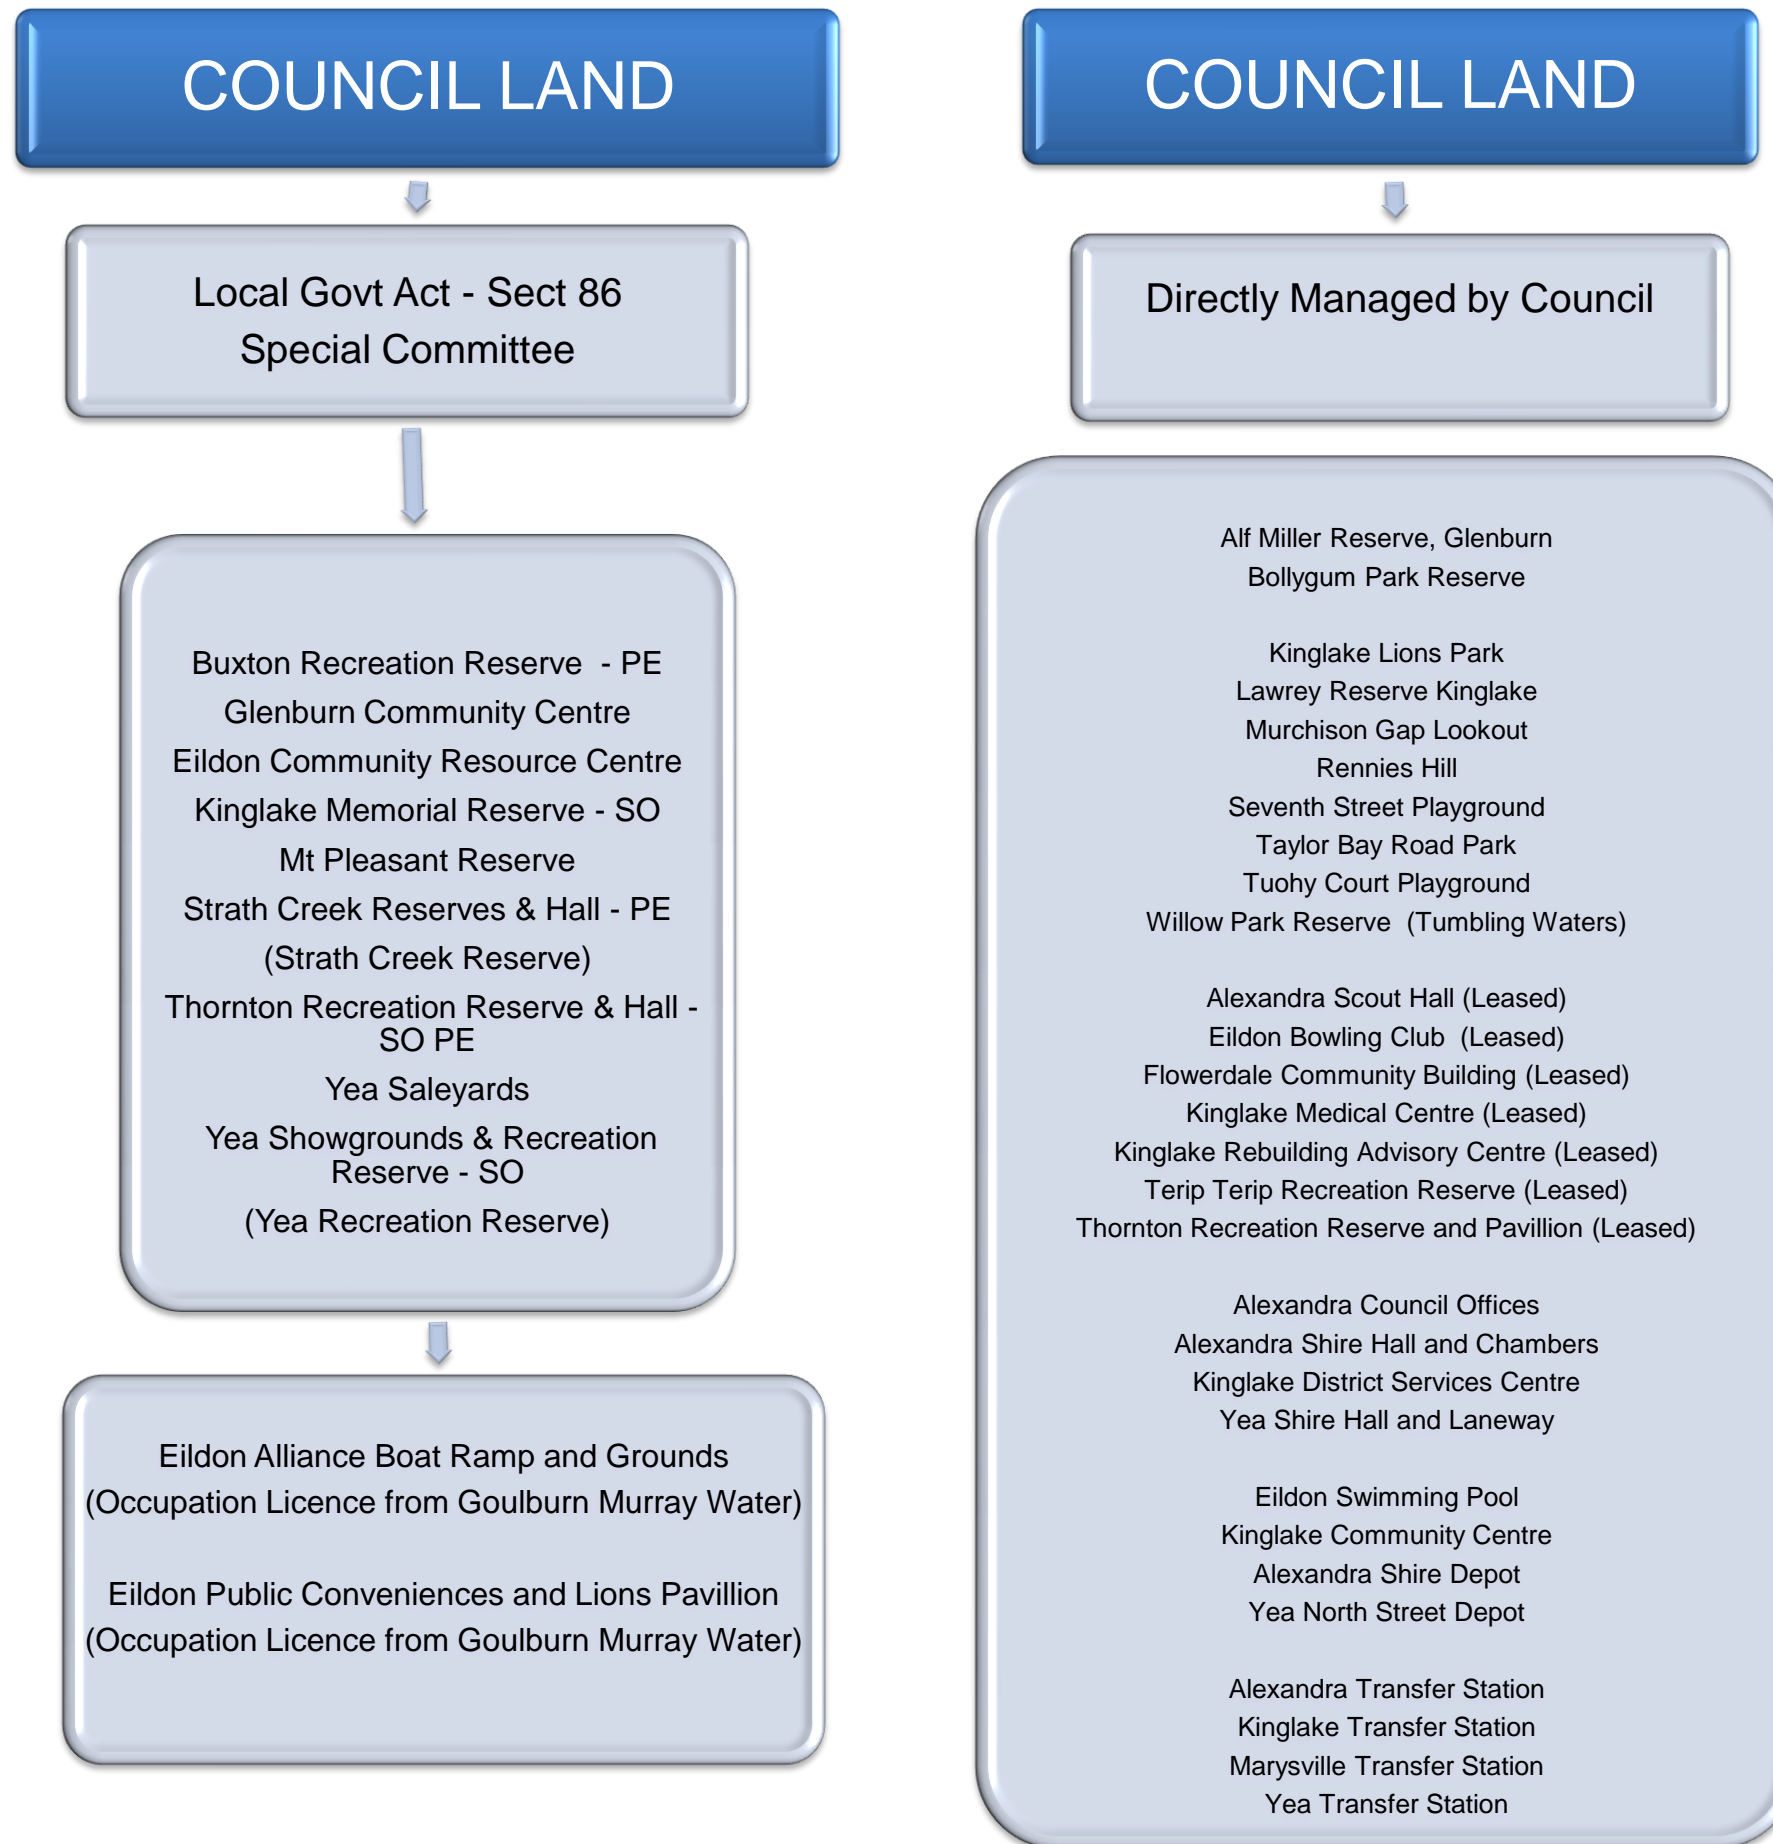 COUNCIL LAND
Local Govt Act - Sect 86
Special Committee
Buxton Recreation Reserve - PE
Glenburn Community Centre
Eildon Community Resource Centre
Kinglake Memorial Reserve - SO
Mt Pleasant Reserve
Strath Creek Reserves & Hall - PE
(Strath Creek Reserve)
Thornton Recreation Reserve & Hall -
SO PE
Yea Saleyards
Yea Showgrounds & Recreation
Reserve - SO
(Yea Recreation Reserve)
Eildon Alliance Boat Ramp and Grounds
(Occupation Licence from Goulburn Murray Water)
Eildon Public Conveniences and Lions Pavillion
(Occupation Licence from Goulburn Murray Water)
COUNCIL LAND
Directly Managed by Council
Alf Miller Reserve, Glenburn
Bollygum Park Reserve
Kinglake Lions Park
Lawrey Reserve Kinglake
Murchison Gap Lookout
Rennies Hill
Seventh Street Playground
Taylor Bay Road Park
Tuohy Court Playground
Willow Park Reserve (Tumbling Waters)
Alexandra Scout Hall (Leased)
Eildon Bowling Club (Leased)
Flowerdale Community Building (Leased)
Kinglake Medical Centre (Leased)
Kinglake Rebuilding Advisory Centre (Leased)
Terip Terip Recreation Reserve (Leased)
Thornton Recreation Reserve and Pavillion (Leased)
Alexandra Council Offices
Alexandra Shire Hall and Chambers
Kinglake District Services Centre
Yea Shire Hall and Laneway
Eildon Swimming Pool
Kinglake Community Centre
Alexandra Shire Depot
Yea North Street Depot
Alexandra Transfer Station
Kinglake Transfer Station
Marysville Transfer Station
Yea Transfer Station